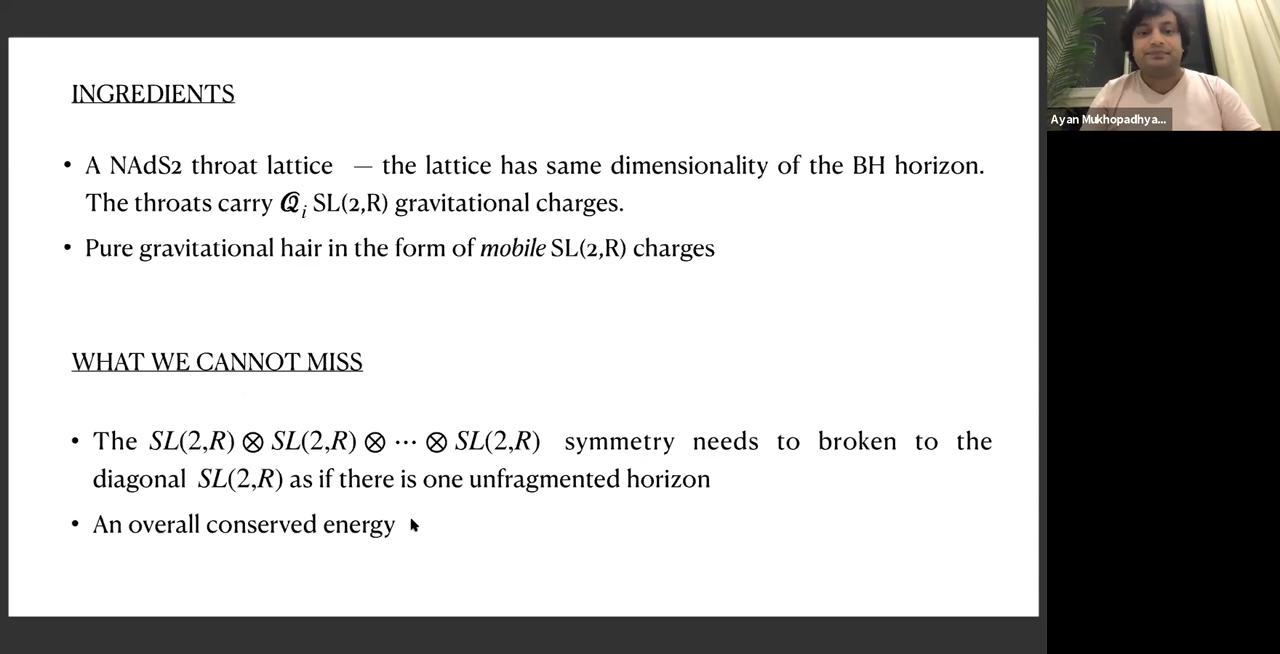 INGREDIENTS
• A NAdS2 throat lattice — the lattice has same dimensionality of the BH horizon.
The throats carry 𝓠ᵢ SL(2,R) gravitational charges.
• Pure gravitational hair in the form of mobile SL(2,R) charges
WHAT WE CANNOT MISS
• The SL(2,R) ⊗ SL(2,R) ⊗ ⋯ ⊗ SL(2,R) symmetry needs to broken to the
diagonal SL(2,R) as if there is one unfragmented horizon
• An overall conserved energy
Ayan Mukhopadhya...